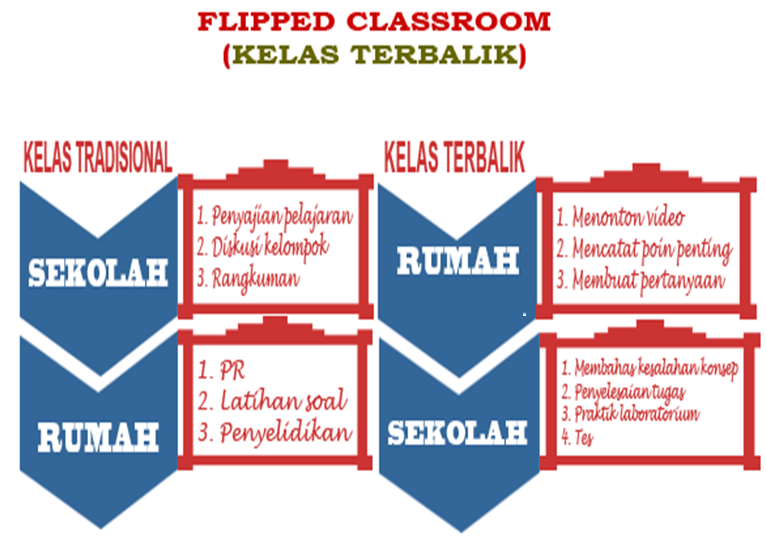 FLIPPED CLASSROOM
(KELAS TERBALIK)
KELAS TRADISIONAL
SEKOLAH
1. Penyajian pelajaran
2. Diskusi kelompok
3. Rangkuman
RUMAH
1. PR
2. Latihan soal
3. Penyelidikan
KELAS TERBALIK
RUMAH
1. Menonton video
2. Mencatat poin penting
3. Membuat pertanyaan
SEKOLAH
1. Membahas kesalahan konsep
2. Penyelesaian tugas
3. Praktik laboratorium
4. Tes